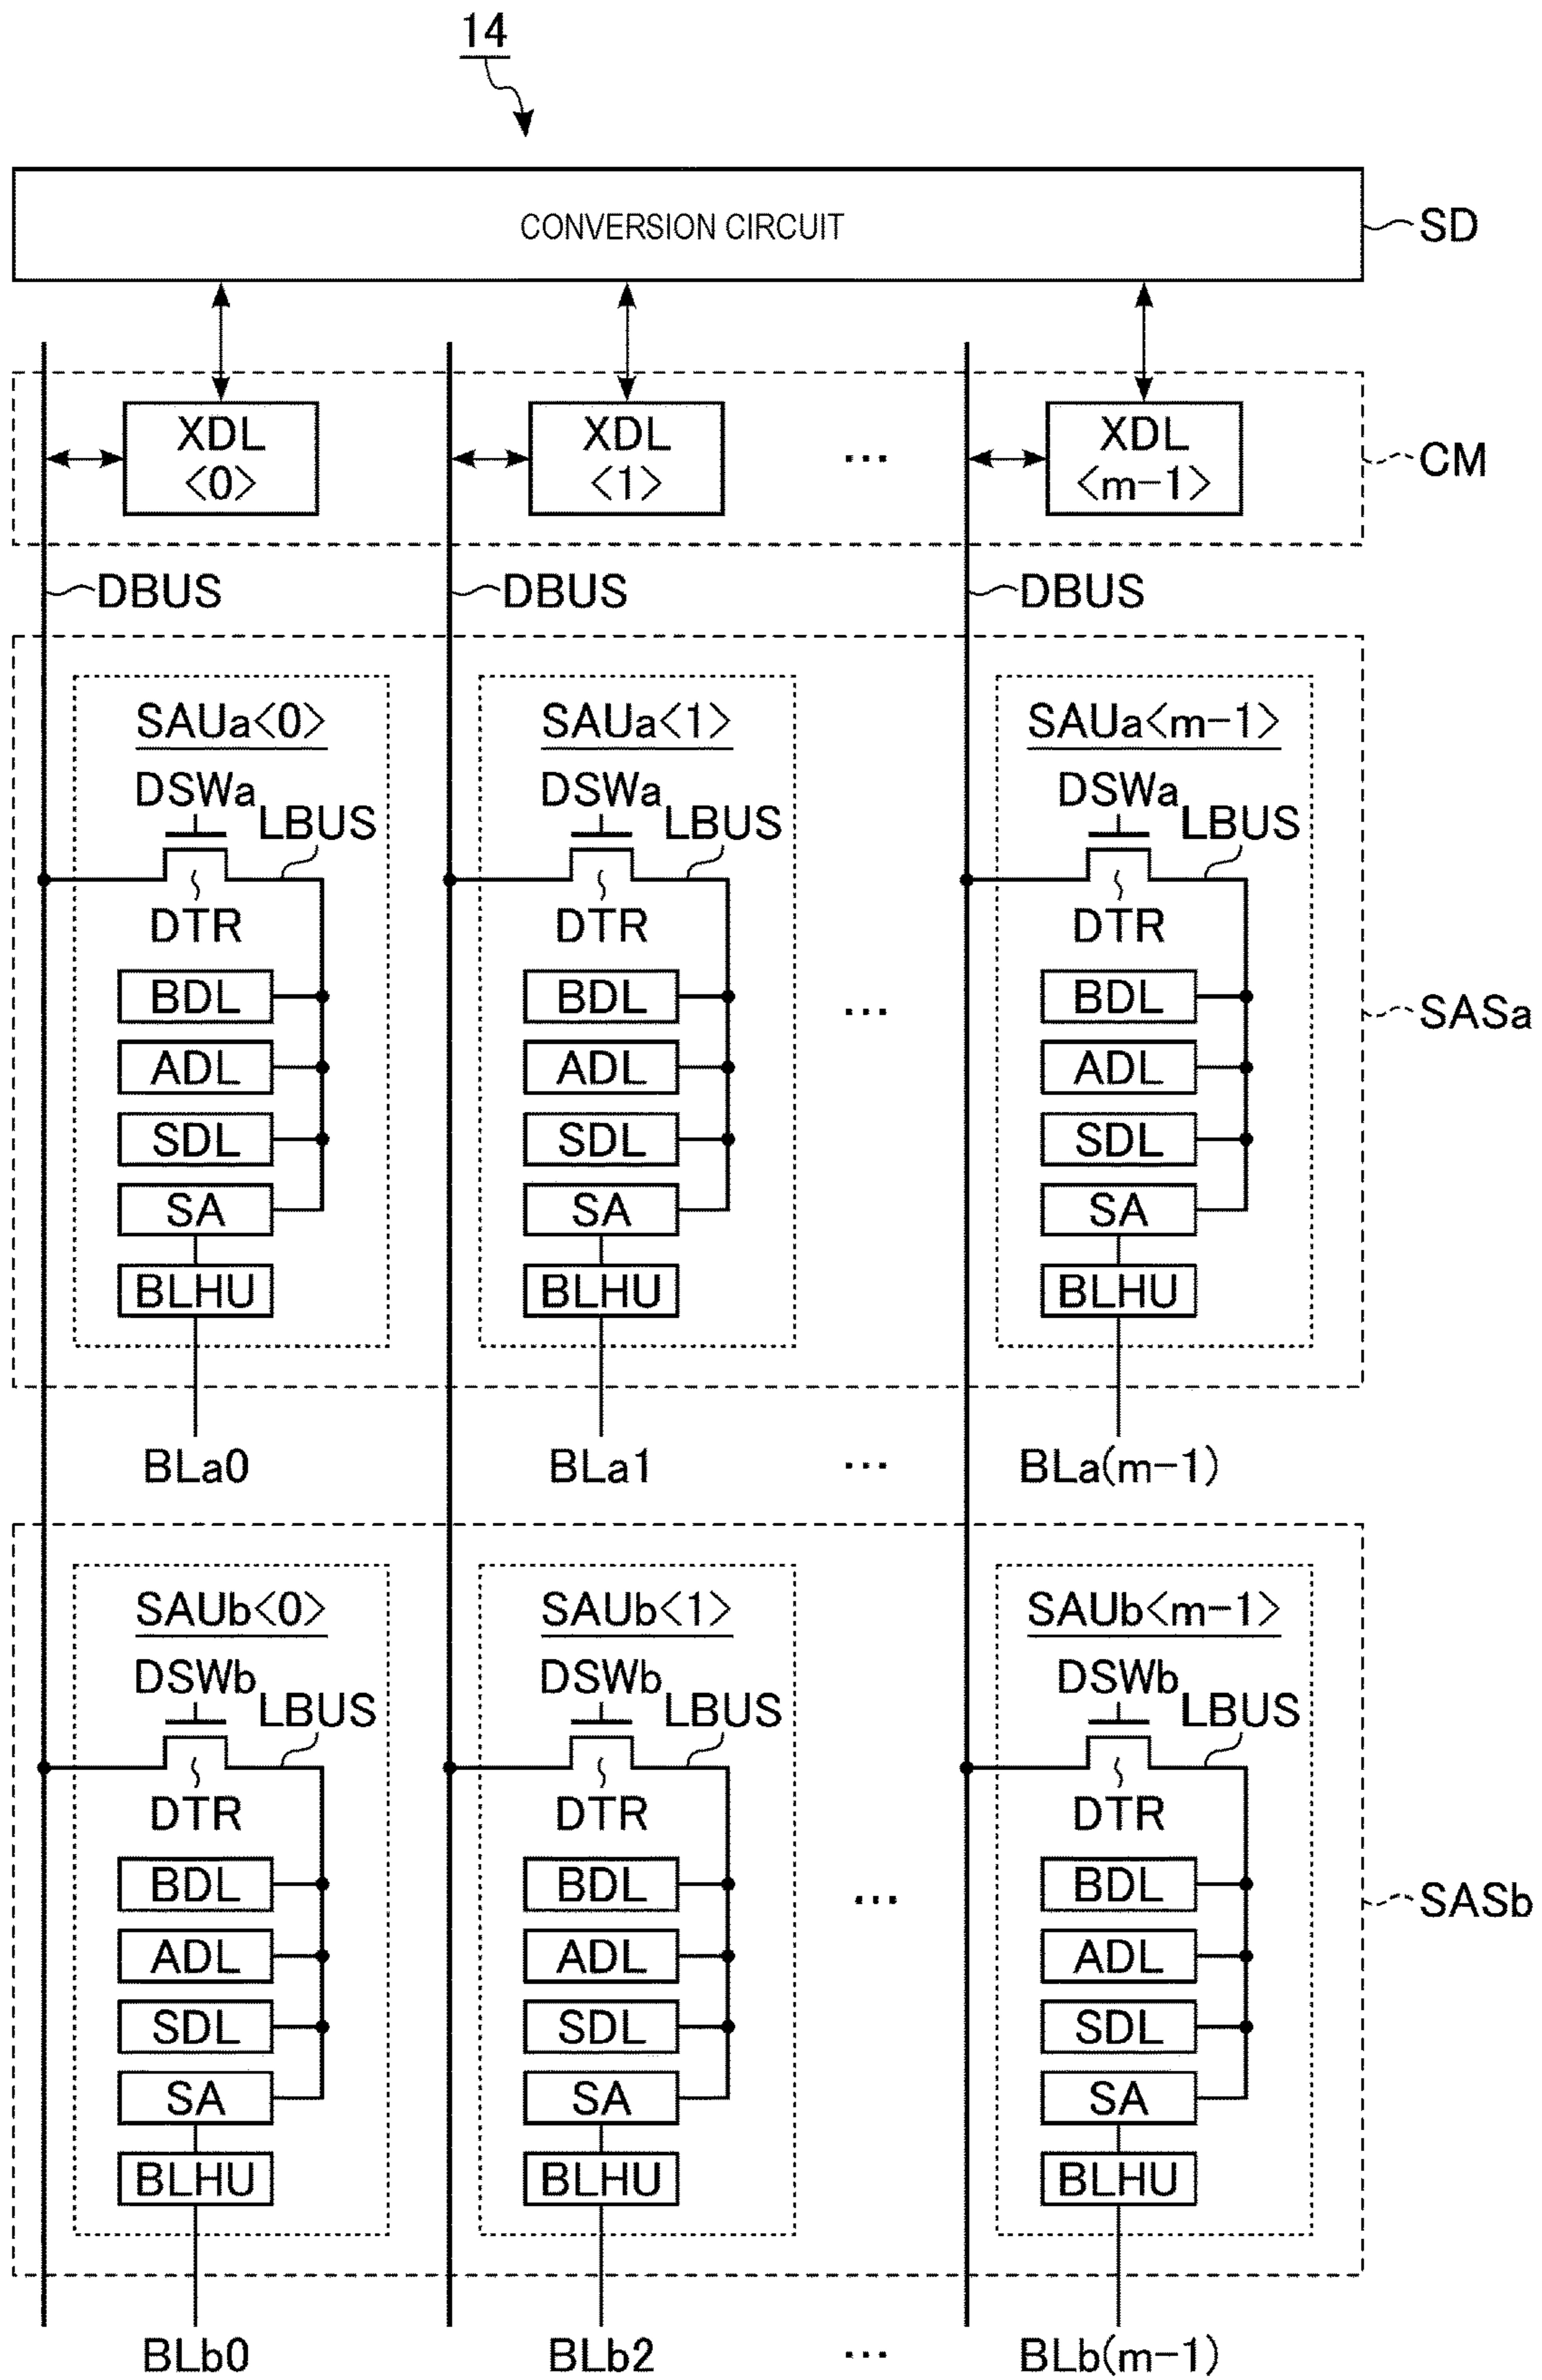 14
CONVERSION CIRCUIT
SD
XDL XDL XDL
<0> <1> ... <m-1>
CM
DBUS DBUS DBUS
SAUa<0> SAUa<1> SAUa<m-1>
DSWa DSWa DSWa
LBUS LBUS LBUS
DTR DTR DTR
BDL BDL ... BDL
SASa
ADL ADL ADL
SDL SDL SDL
SA SA SA
BLHU BLHU BLHU
BLa0 BLa1 ... BLa(m-1)
SAUb<0> SAUb<1> SAUb<m-1>
DSWb DSWb DSWb
LBUS LBUS LBUS
DTR DTR DTR
BDL BDL ... BDL
SASb
ADL ADL ADL
SDL SDL SDL
SA SA SA
BLHU BLHU BLHU
BLb0 BLb2 ... BLb(m-1)